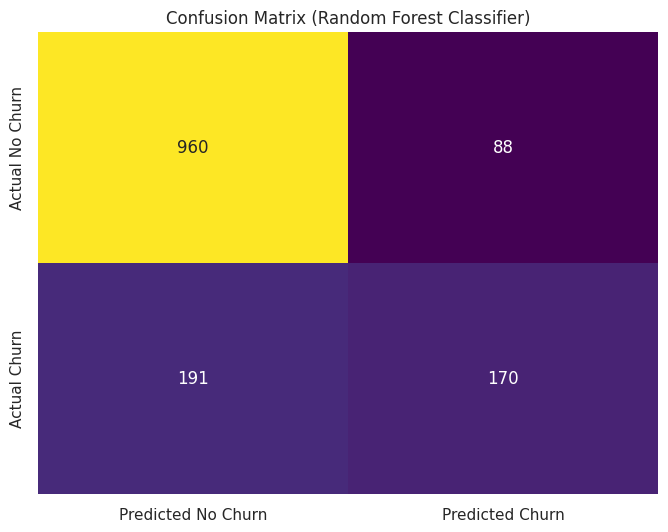 Confusion Matrix (Random Forest Classifier)
Actual No Churn
960
88
Actual Churn
191
170
Predicted No Churn
Predicted Churn